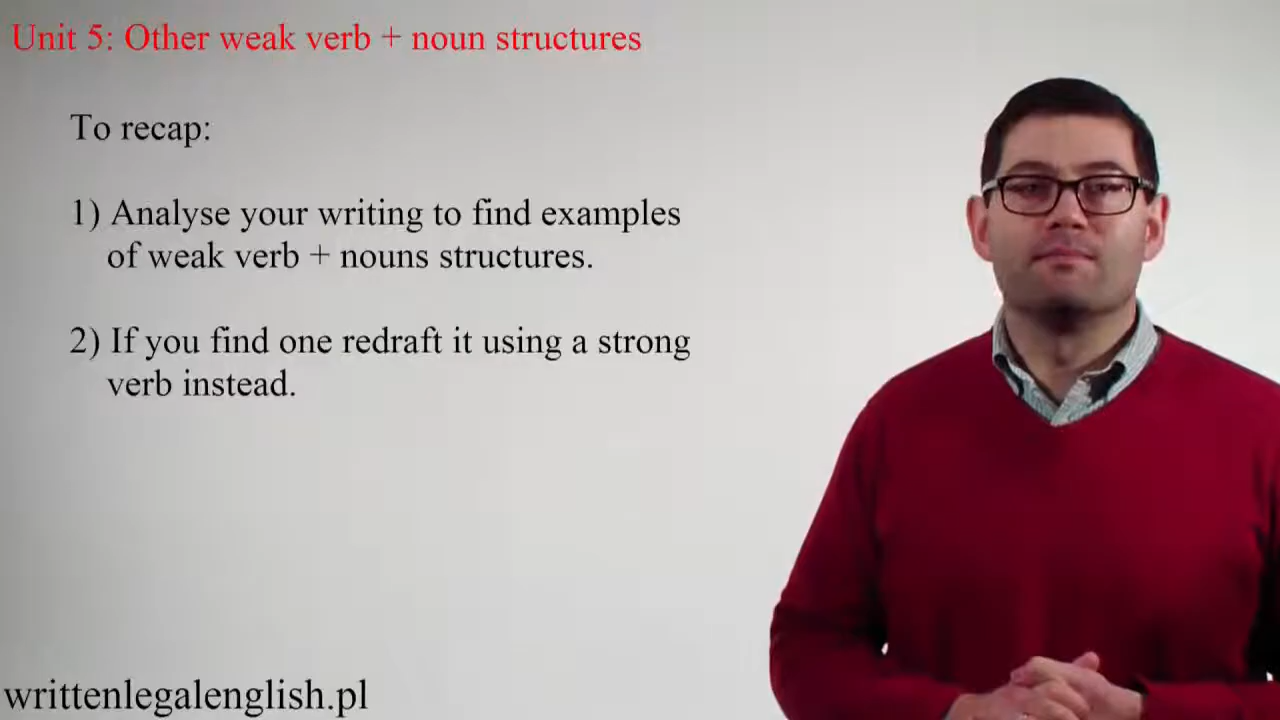 Unit 5: Other weak verb + noun structures
To recap:
1) Analyse your writing to find examples
of weak verb + nouns structures.
2) If you find one redraft it using a strong
verb instead.
writtenlegalenglish.pl